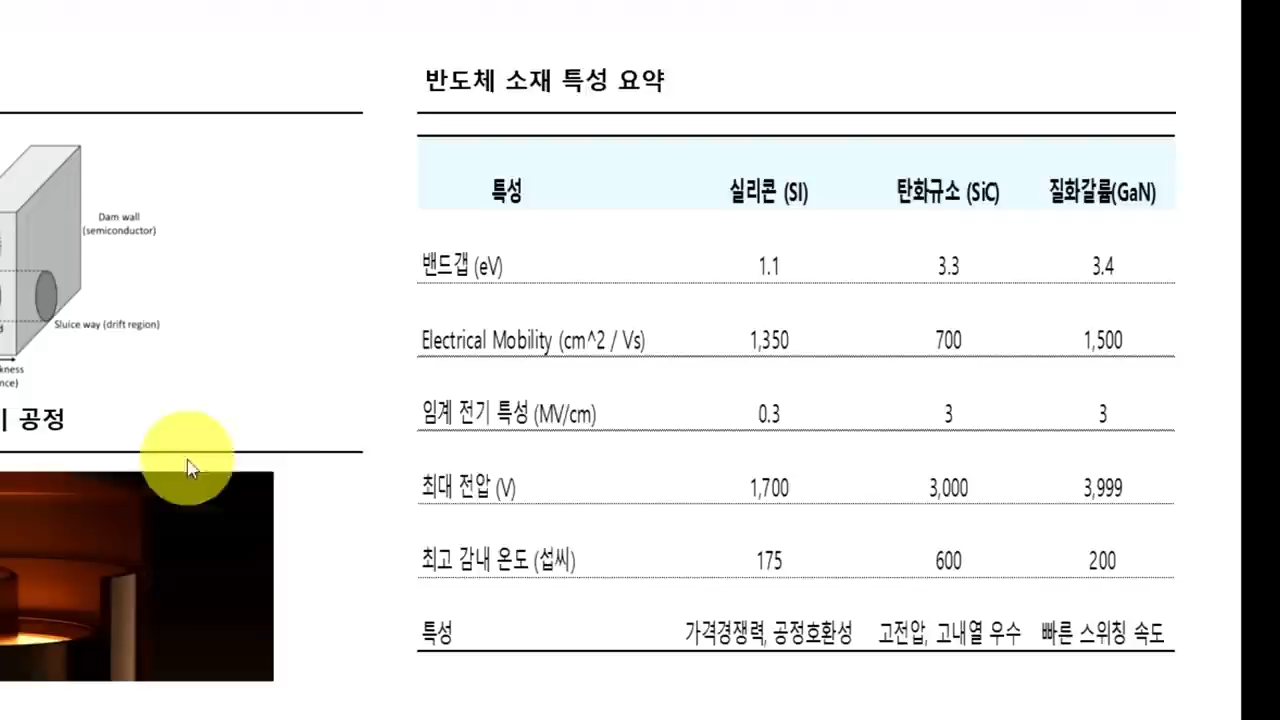 Dam wall
(semiconductor)
Sluice way (drift region)
공정
반도체 소재 특성 요약
특성 실리콘 (SI) 탄화규소 (SiC) 질화갈륨(GaN)
밴드갭 (eV) 1.1 3.3 3.4
Electrical Mobility (cm^2 / Vs) 1,350 700 1,500
임계 전기 특성 (MV/cm) 0.3 3 3
최대 전압 (V) 1,700 3,000 3,999
최고 감내 온도 (섭씨) 175 600 200
특성 가격경쟁력, 공정호환성 고전압, 고내열 우수 빠른 스위칭 속도